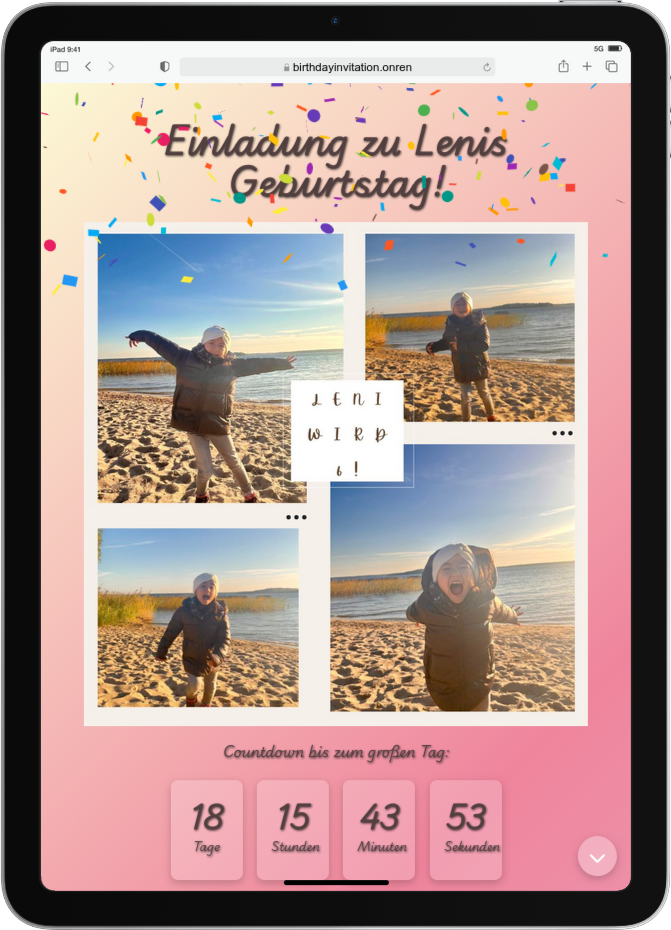 iPad 9:41
5G
birthdayinvitation.onren
Einladung zu Lenis
Geburtstag!
LENI
WIRD
6!
Countdown bis zum großen Tag:
18
Tage
15
Stunden
43
Minuten
53
Sekunden